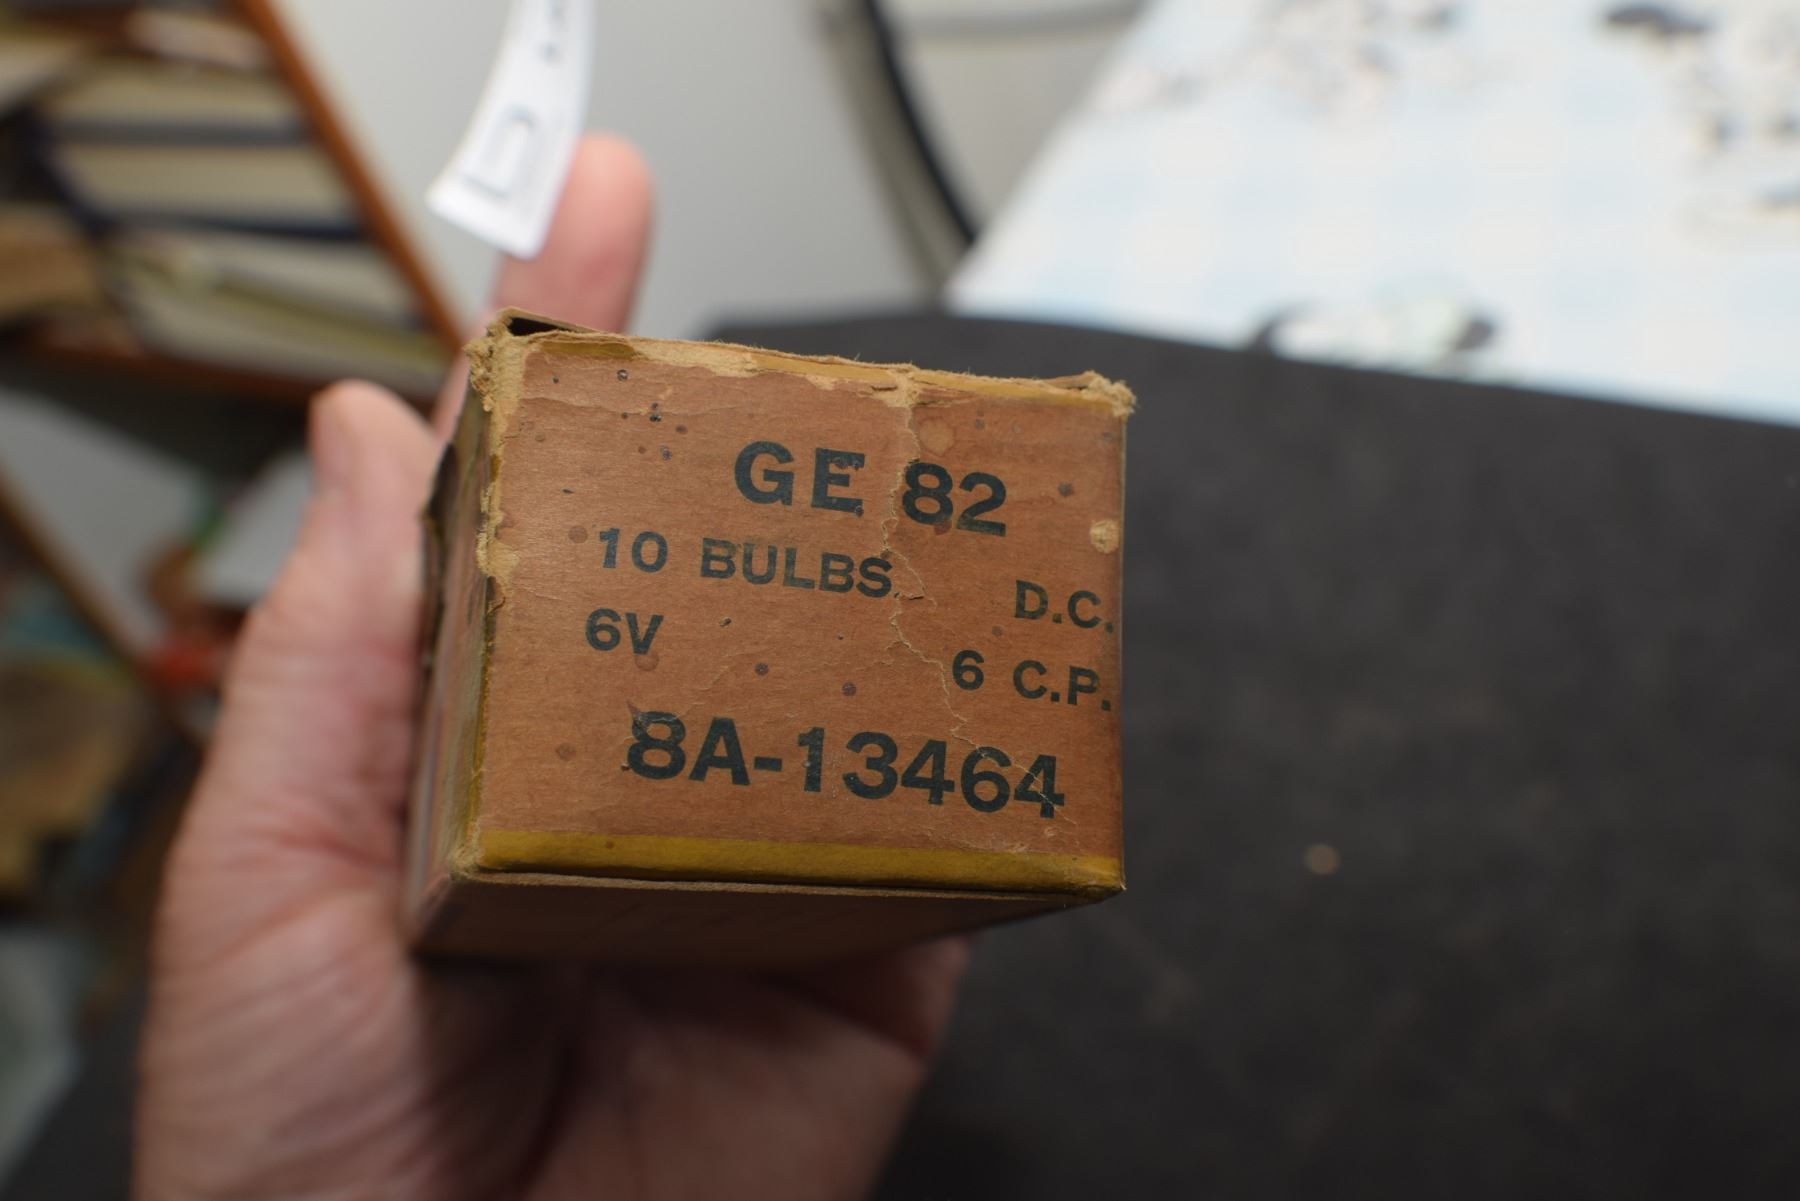 GE 82
10 BULBS D.C.
6V 6 C.P.
8A-13464